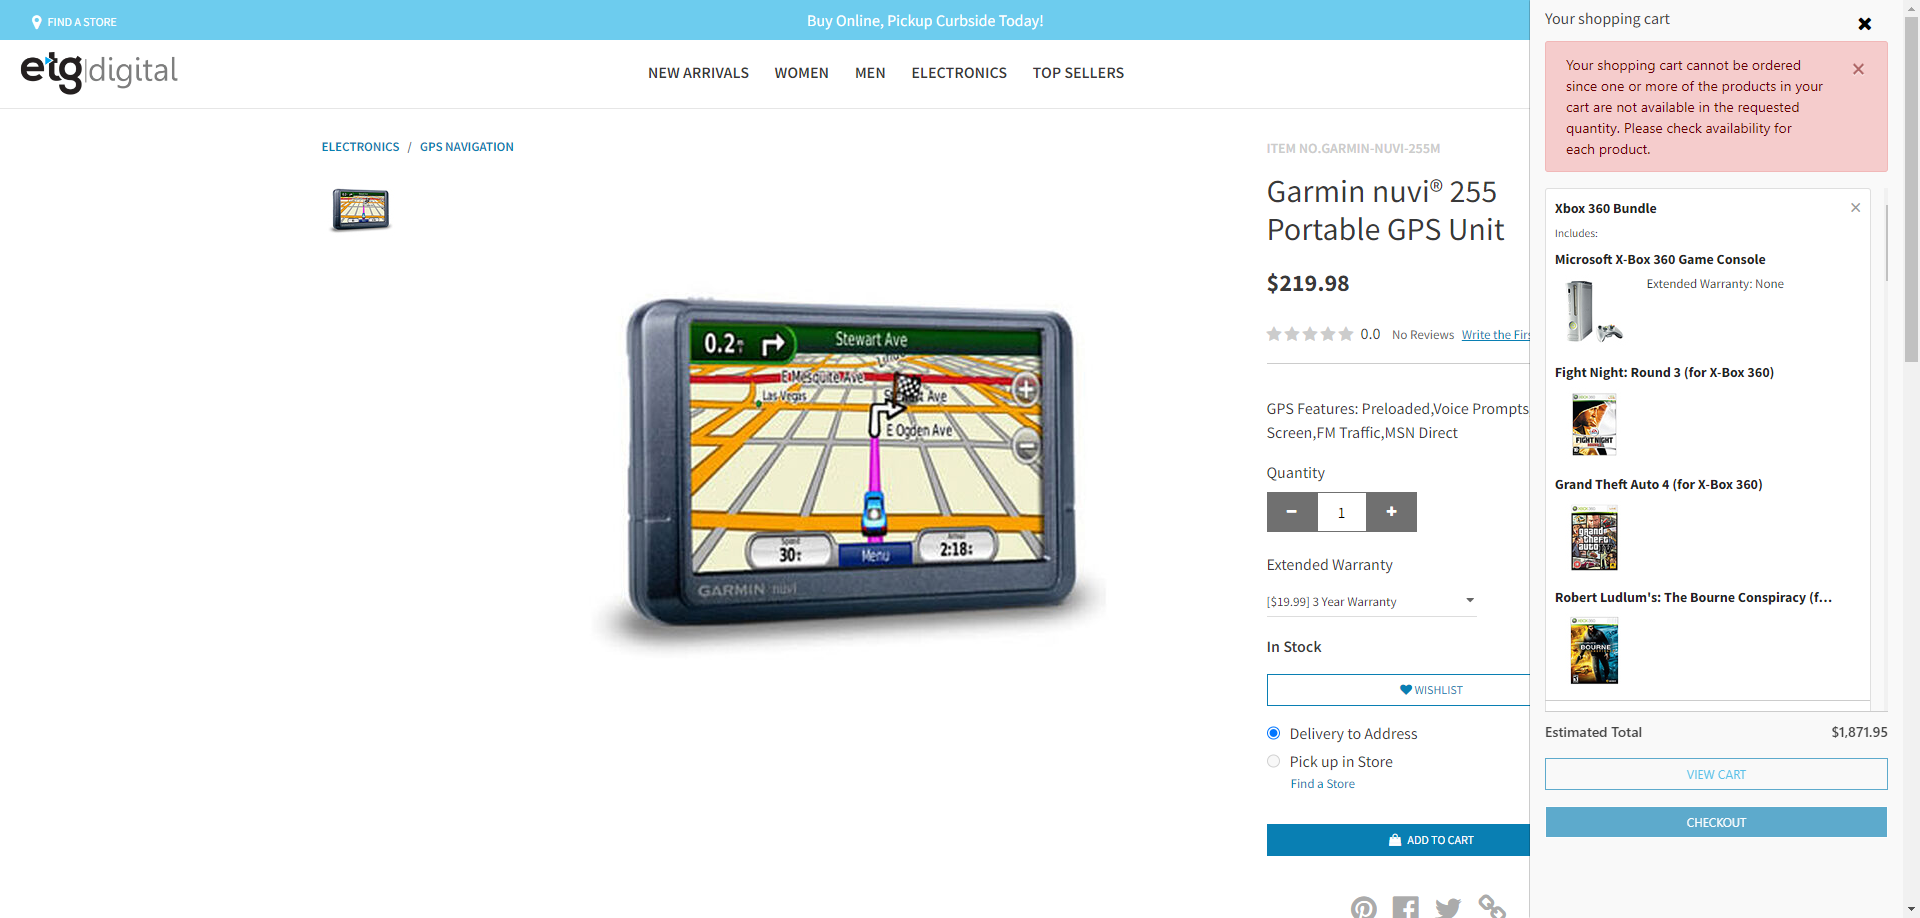 FIND A STORE
Buy Online, Pickup Curbside Today!
etg|digital
NEW ARRIVALS
WOMEN
MEN
ELECTRONICS
TOP SELLERS
ELECTRONICS / GPS NAVIGATION
0.2
Stewart Ave
E Mesquite Ave
Las Vegas
E Ogden Ave
30
Menu
2:18
GARMIN nuvi
ITEM NO.GARMIN-NUVI-255M
Garmin nuvi® 255
Portable GPS Unit
$219.98
0.0 No Reviews Write the Firs
GPS Features: Preloaded,Voice Prompts
Screen,FM Traffic,MSN Direct
Quantity
1
Extended Warranty
[$19.99] 3 Year Warranty
In Stock
WISHLIST
Delivery to Address
Pick up in Store
Find a Store
ADD TO CART
Your shopping cart
Your shopping cart cannot be ordered
since one or more of the products in your
cart are not available in the requested
quantity. Please check availability for
each product.
Xbox 360 Bundle
Includes:
Microsoft X-Box 360 Game Console
Extended Warranty: None
Fight Night: Round 3 (for X-Box 360)
FIGHT NIGHT
Grand Theft Auto 4 (for X-Box 360)
grand
theft
auto
Robert Ludlum's: The Bourne Conspiracy (f...
BOURNE
Estimated Total $1,871.95
VIEW CART
CHECKOUT